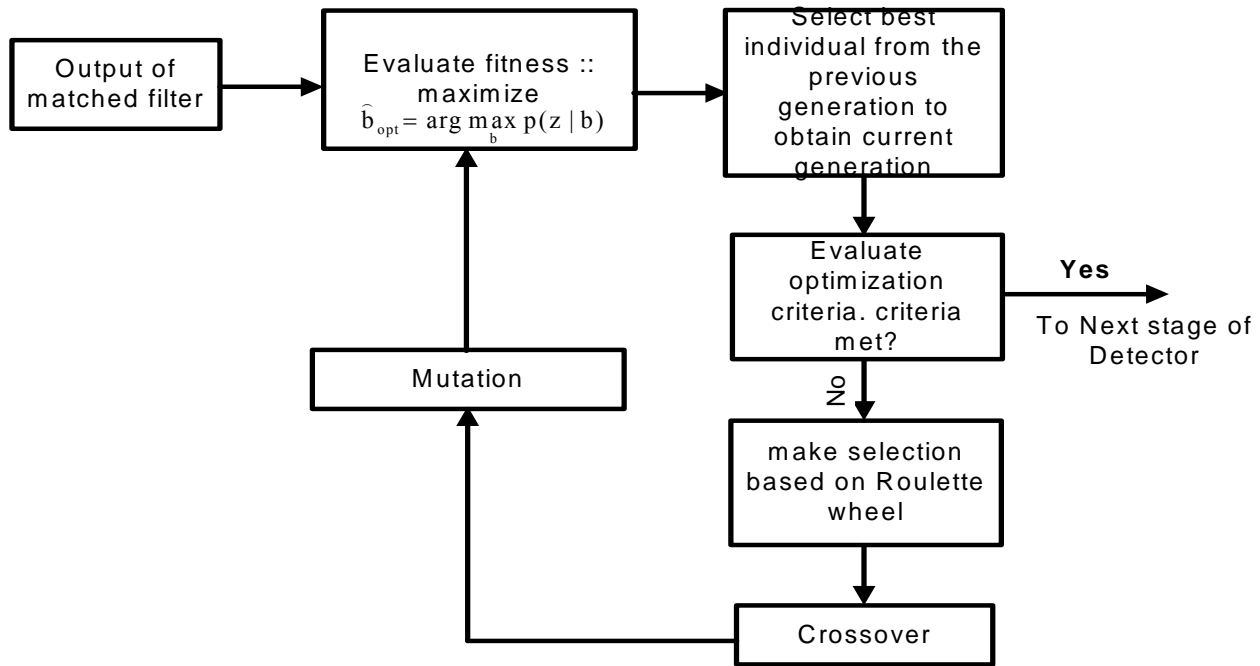 Output of
matched filter
Evaluate fitness ::
maximize
b̂ opt = arg max p(z | b)
b
Select best
individual from the
previous
generation to
obtain current
generation
Evaluate
optimization
criteria. criteria
met?
Yes
To Next stage of
Detector
No
make selection
based on Roulette
wheel
Crossover
Mutation